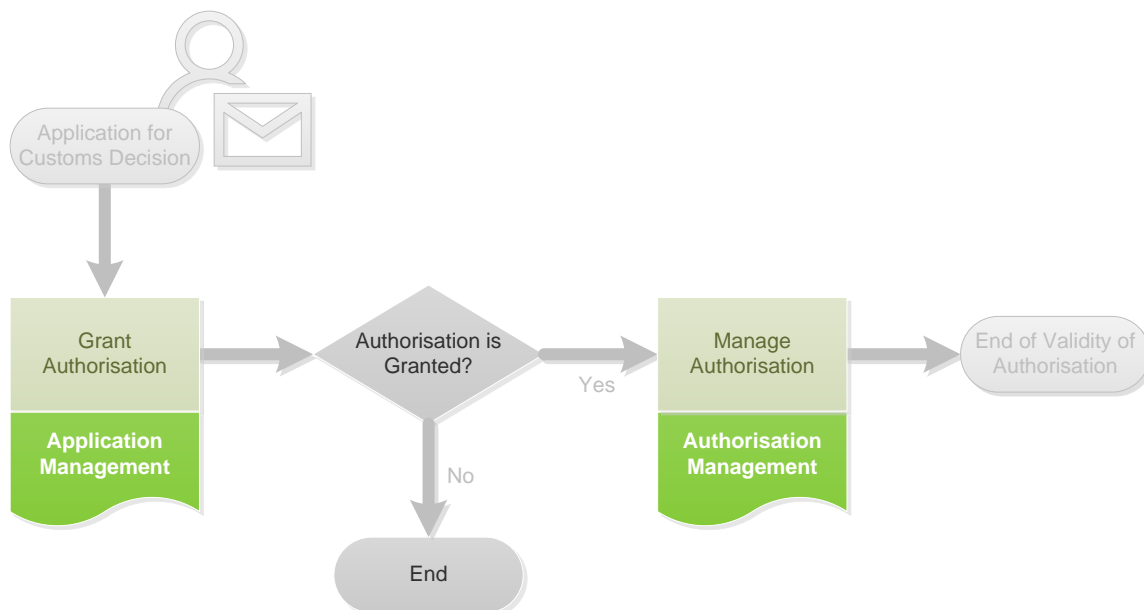 Application for
Customs Decision
Grant
Authorisation
Application
Management
Authorisation is
Granted?
Yes
No
End
Manage
Authorisation
Authorisation
Management
End of Validity of
Authorisation